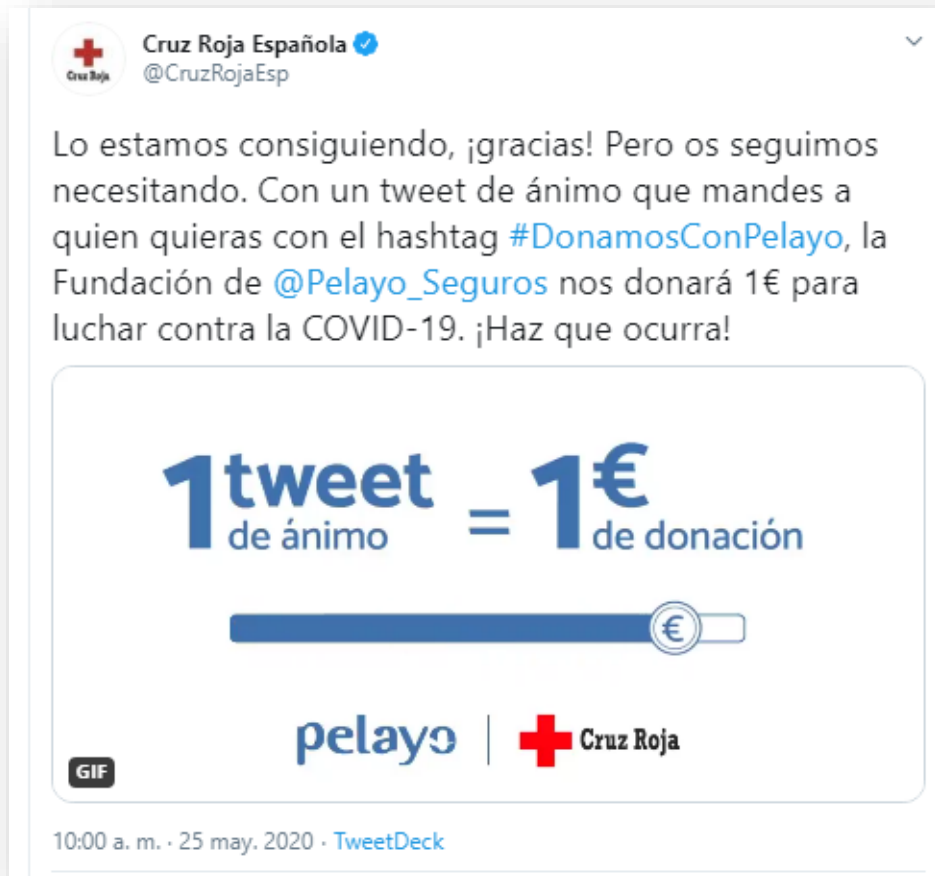 Cruz Roja Española
Cruz Roja
@CruzRojaEsp
Lo estamos consiguiendo, ¡gracias! Pero os seguimos
necesitando. Con un tweet de ánimo que mandes a
quien quieras con el hashtag #DonamosConPelayo, la
Fundación de @Pelayo_Seguros nos donará 1€ para
luchar contra la COVID-19. ¡Haz que ocurra!
1 tweet de ánimo = 1€ de donación
€
pelayo | Cruz Roja
GIF
10:00 a. m. · 25 may. 2020 · TweetDeck